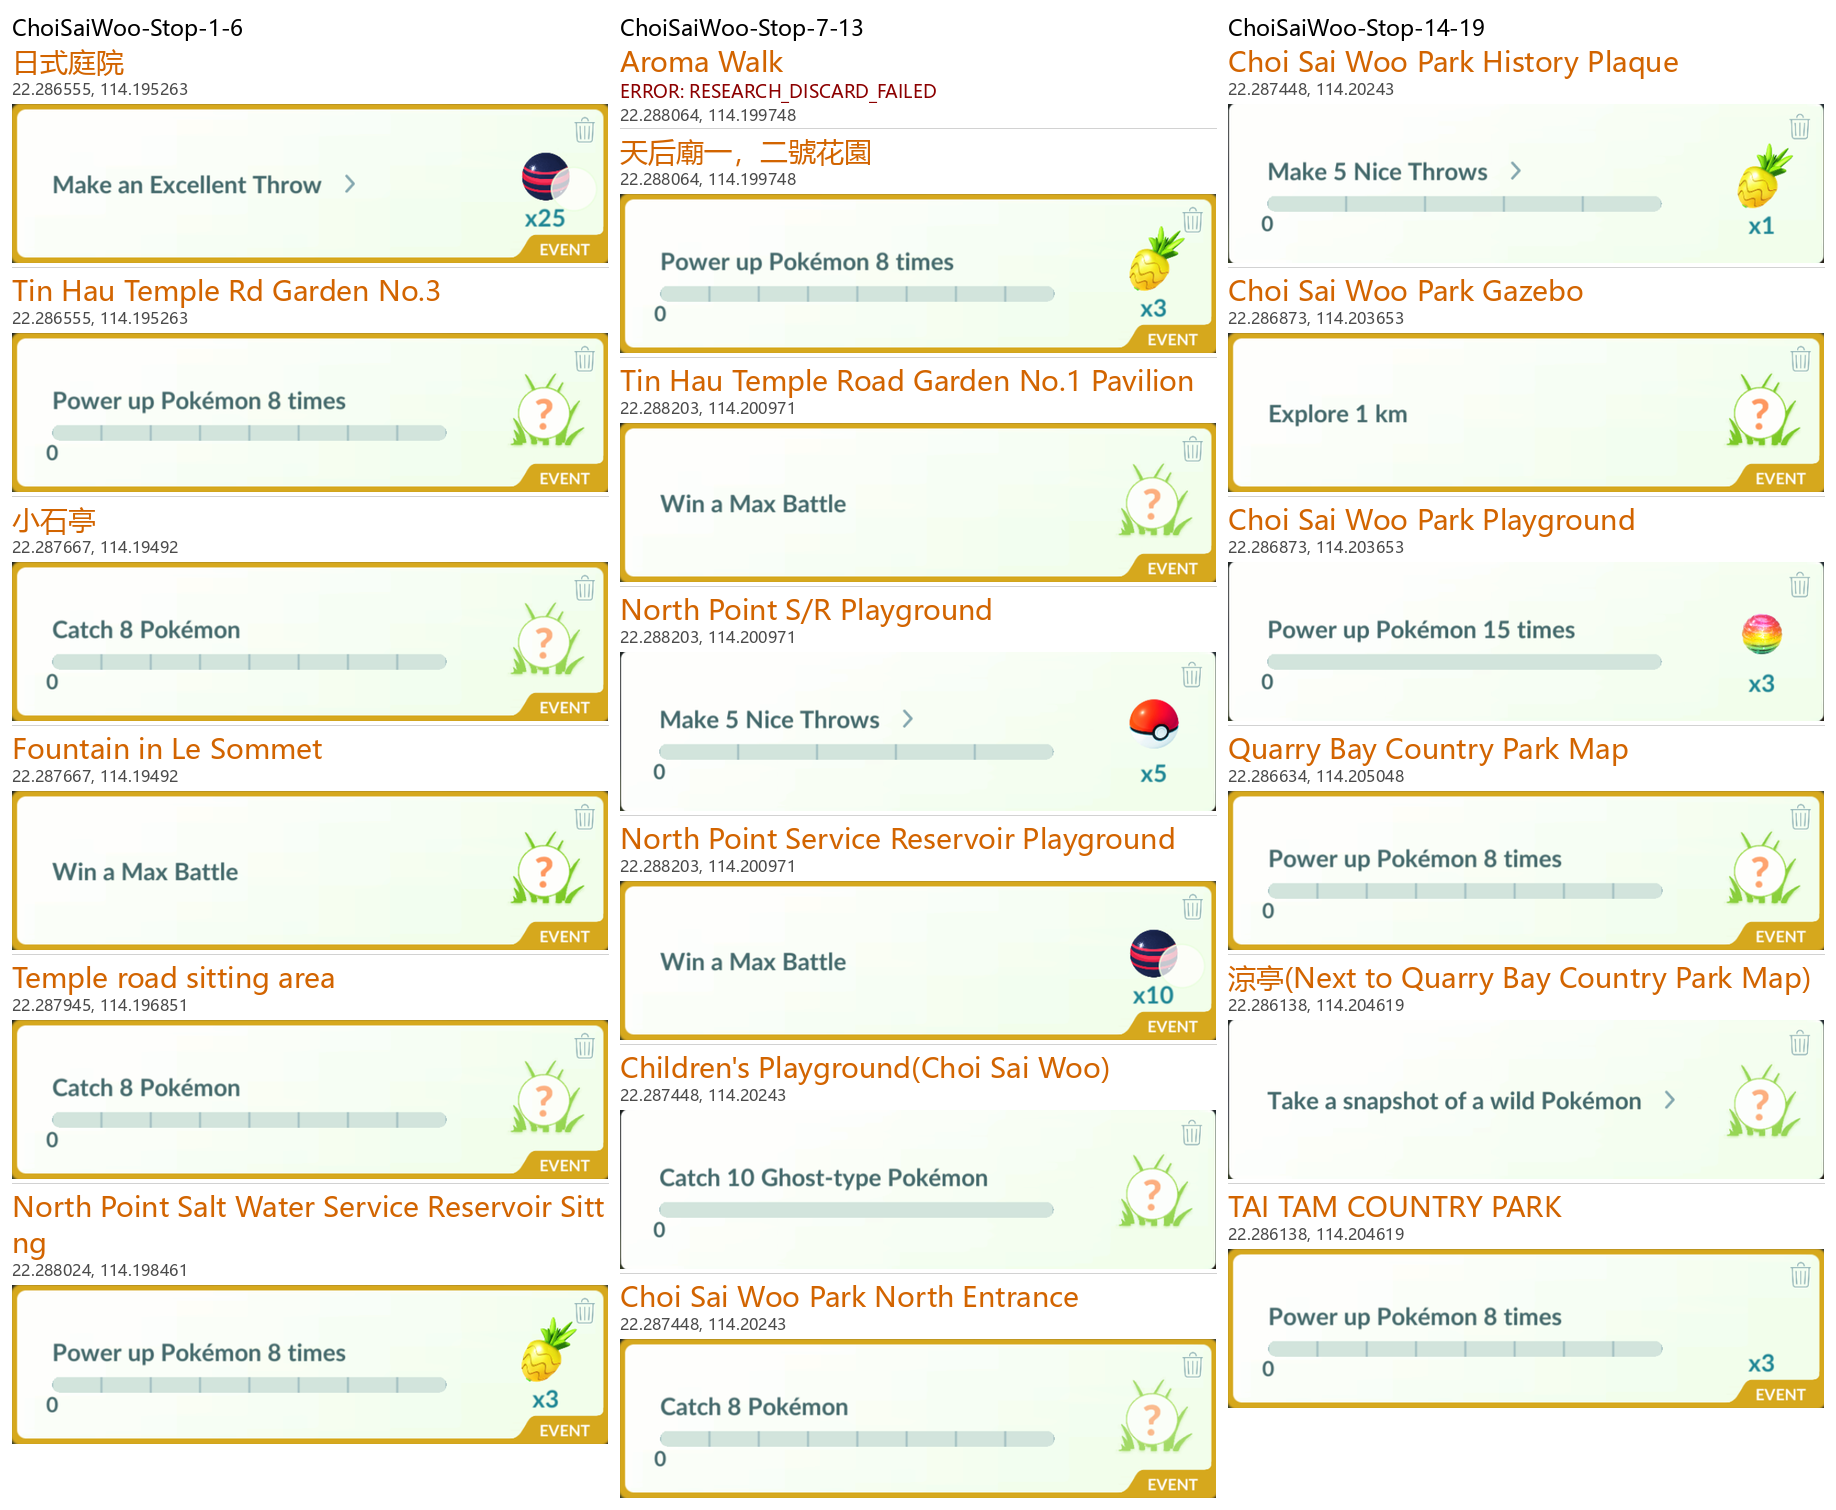 ChoiSaiWoo-Stop-1-6
日式庭院
22.286555, 114.195263
Make an Excellent Throw
x25
EVENT
Tin Hau Temple Rd Garden No.3
22.286555, 114.195263
Power up Pokémon 8 times
?
0
EVENT
小石亭
22.287667, 114.19492
Catch 8 Pokémon
?
0
EVENT
Fountain in Le Sommet
22.287667, 114.19492
Win a Max Battle
?
EVENT
Temple road sitting area
22.287945, 114.196851
Catch 8 Pokémon
?
0
EVENT
North Point Salt Water Service Reservoir Sitt
ng
22.288024, 114.198461
Power up Pokémon 8 times
0
x3
EVENT
ChoiSaiWoo-Stop-7-13
Aroma Walk
ERROR: RESEARCH_DISCARD_FAILED
22.288064, 114.199748
天后廟一，二號花園
22.288064, 114.199748
Power up Pokémon 8 times
0
x3
EVENT
Tin Hau Temple Road Garden No.1 Pavilion
22.288203, 114.200971
Win a Max Battle
?
EVENT
North Point S/R Playground
22.288203, 114.200971
Make 5 Nice Throws
0
x5
North Point Service Reservoir Playground
22.288203, 114.200971
Win a Max Battle
x10
EVENT
Children's Playground(Choi Sai Woo)
22.287448, 114.20243
Catch 10 Ghost-type Pokémon
?
0
Choi Sai Woo Park North Entrance
22.287448, 114.20243
Catch 8 Pokémon
?
0
EVENT
ChoiSaiWoo-Stop-14-19
Choi Sai Woo Park History Plaque
22.287448, 114.20243
Make 5 Nice Throws
0
x1
Choi Sai Woo Park Gazebo
22.286873, 114.203653
Explore 1 km
?
EVENT
Choi Sai Woo Park Playground
22.286873, 114.203653
Power up Pokémon 15 times
0
x3
Quarry Bay Country Park Map
22.286634, 114.205048
Power up Pokémon 8 times
?
0
EVENT
涼亭(Next to Quarry Bay Country Park Map)
22.286138, 114.204619
Take a snapshot of a wild Pokémon
?
TAI TAM COUNTRY PARK
22.286138, 114.204619
Power up Pokémon 8 times
0
x3
EVENT